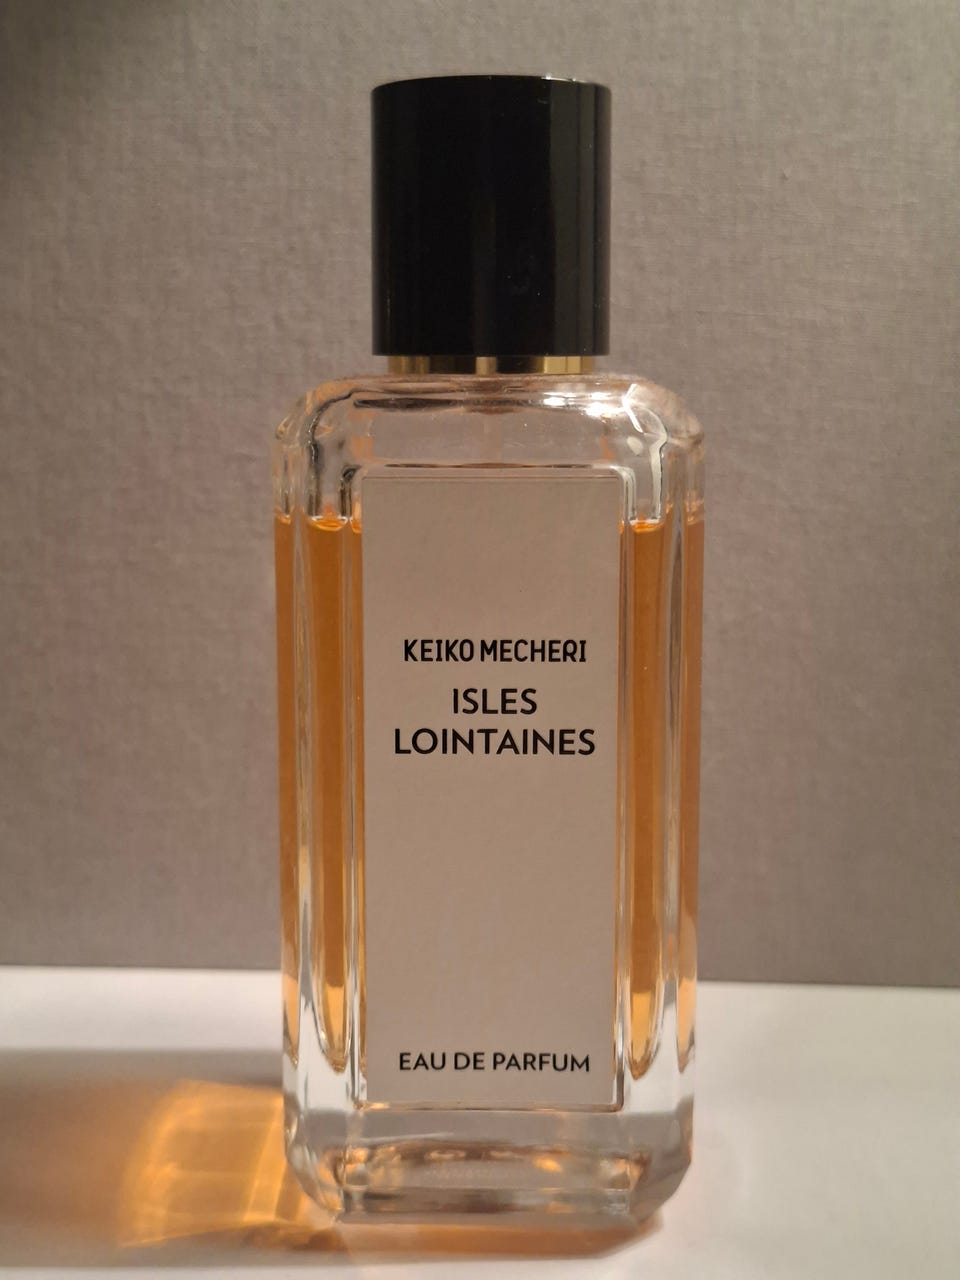 KEIKO MECHERI
ISLES
LOINTAINES
EAU DE PARFUM